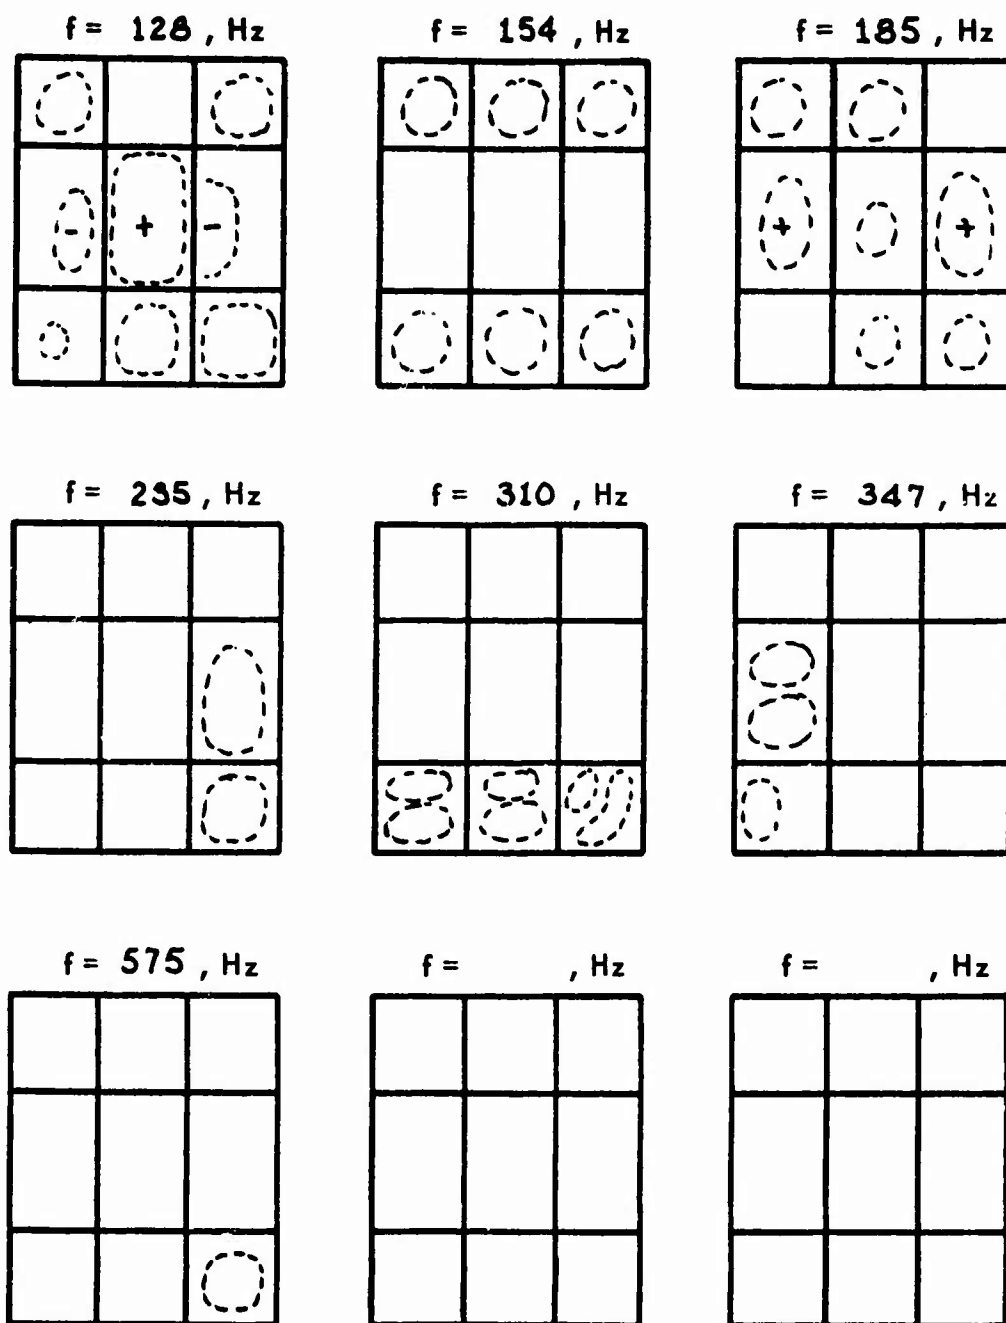 f = 128 , Hz
f = 154 , Hz
f = 185 , Hz
- + -
+ +
f = 235 , Hz
f = 310 , Hz
f = 347 , Hz
f = 575 , Hz
f = , Hz
f = , Hz